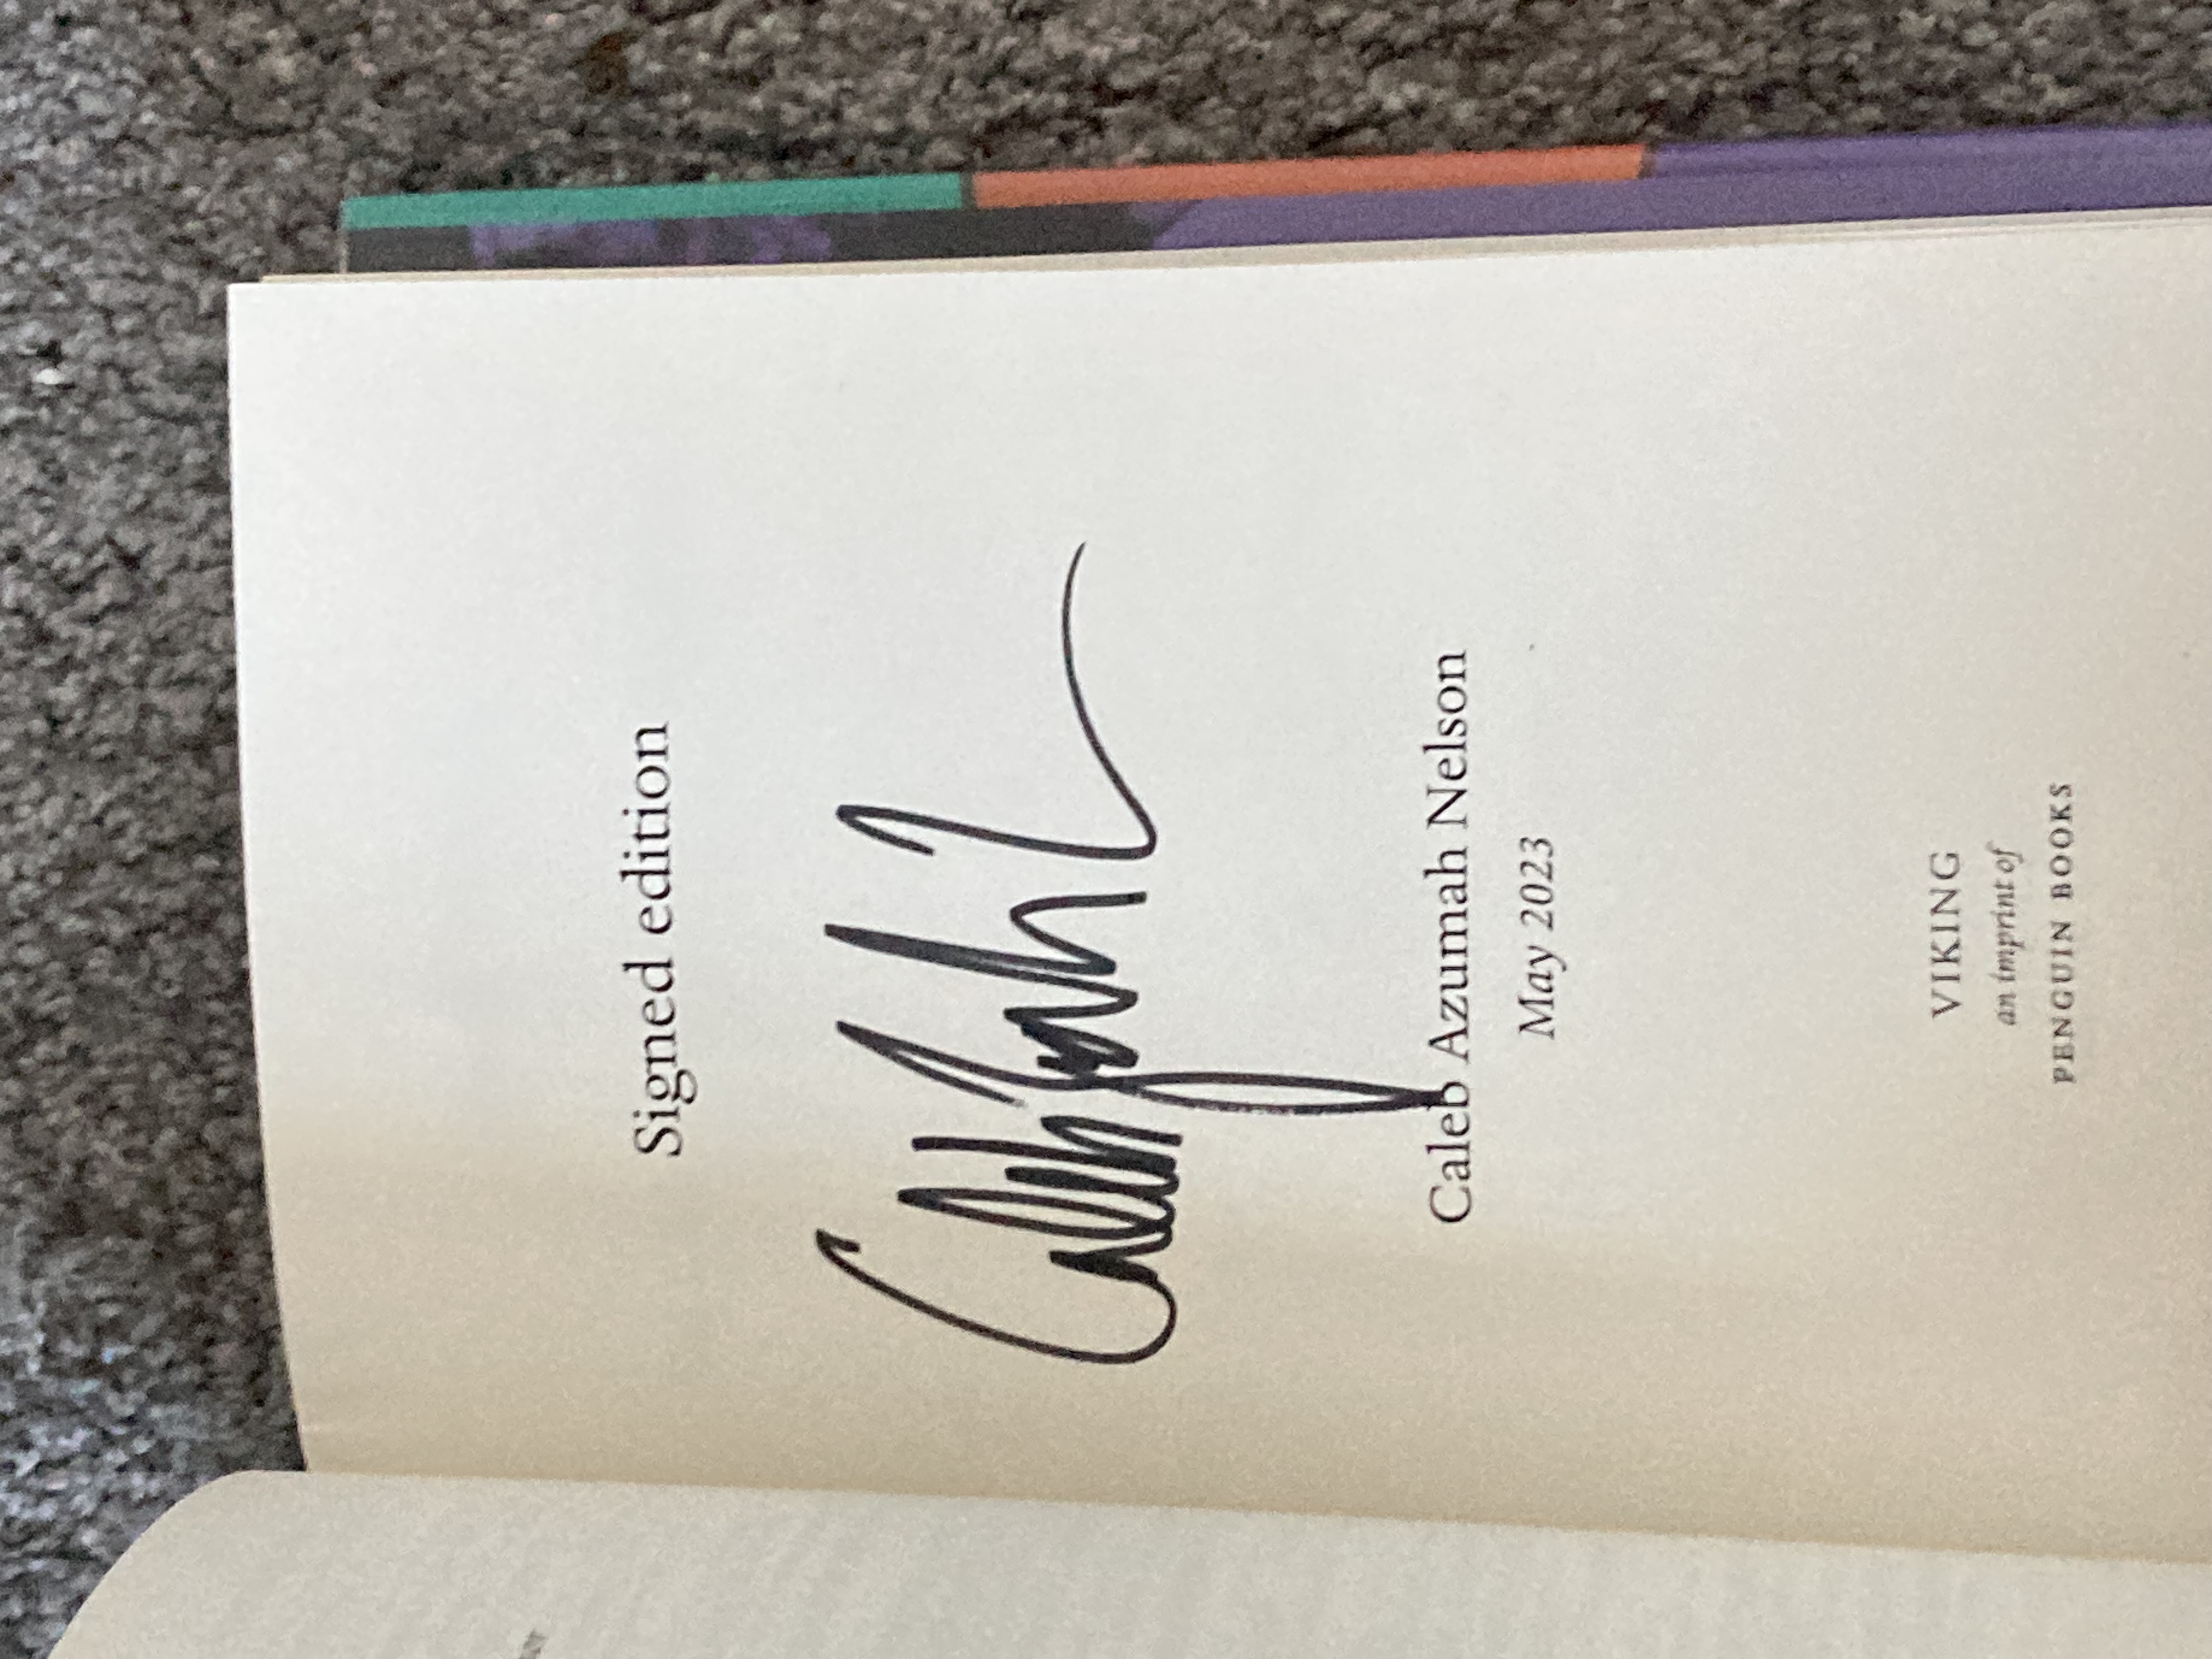 Signed edition
Caleb Azumah Nelson
May 2023
VIKING
an imprint of
PENGUIN BOOKS